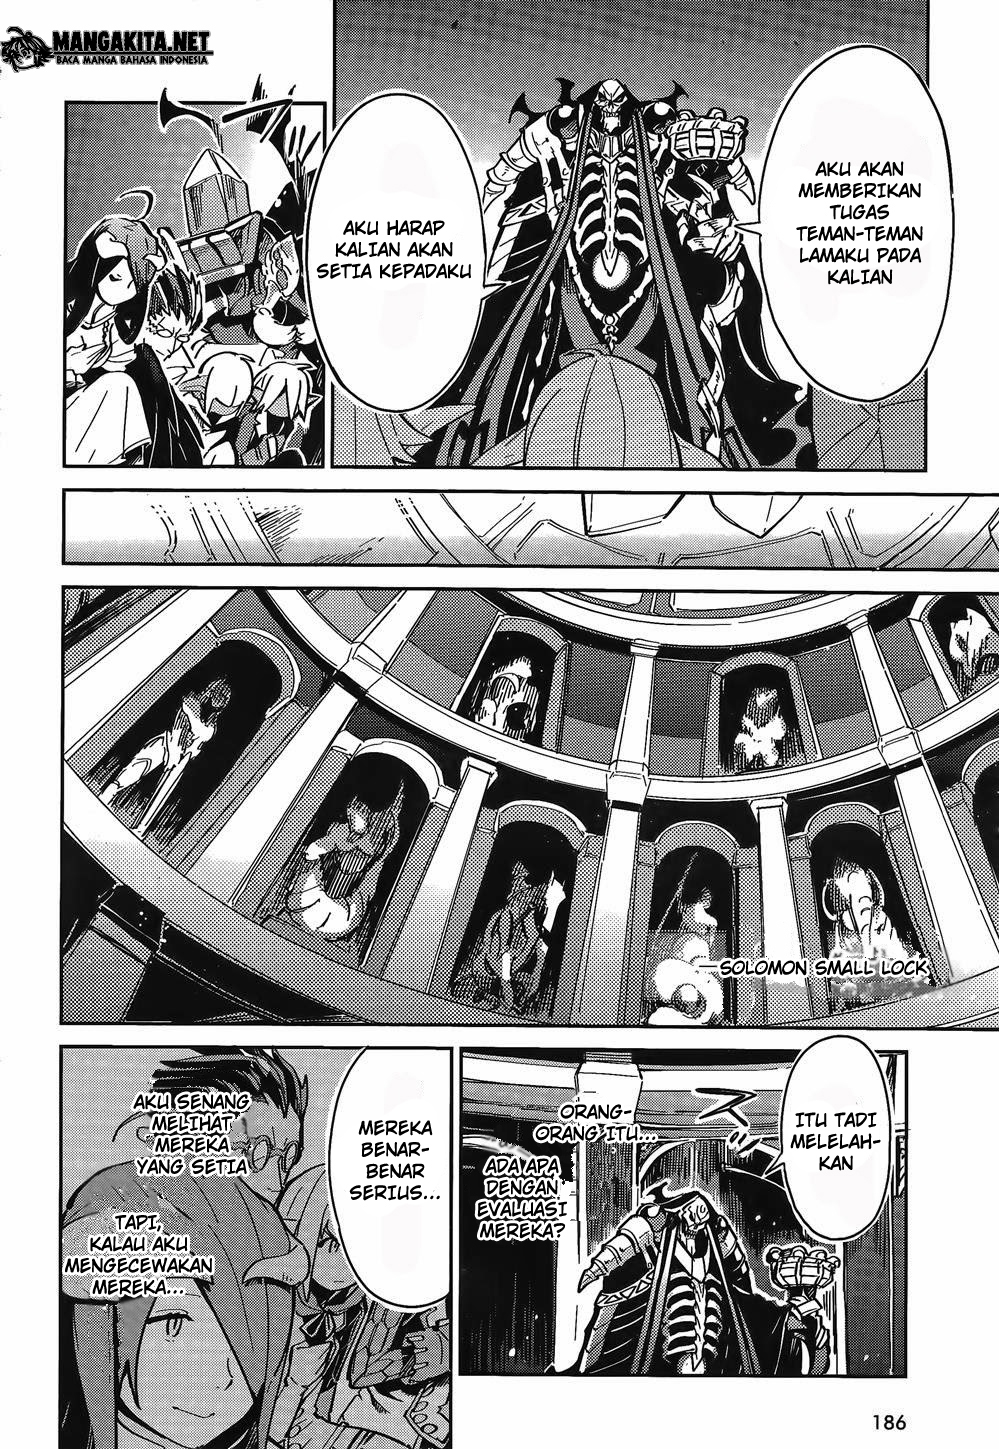 MANGAKITA.NET
BACA MANGA BAHASA INDONESIA
AKU AKAN
MEMBERIKAN
TUGAS
TEMAN-TEMAN
LAMAKU PADA
KALIAN
AKU HARAP
KALIAN AKAN
SETIA KEPADAKU
—SOLOMON SMALL LOCK
ITU TADI
MELELAH-
KAN
ORANG-
ORANG ITU...
ADA APA
DENGAN
EVALUASI
MEREKA?
MEREKA
BENAR-
BENAR
SERIUS...
AKU SENANG
MELIHAT
MEREKA
YANG SETIA
TAPI,
KALAU AKU
MENGECEWAKAN
MEREKA...
186